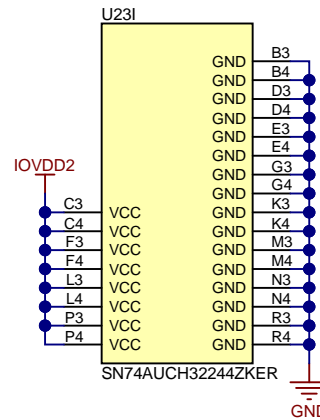 U23I
GND B3
GND B4
GND D3
GND D4
GND E3
GND E4
GND G3
GND G4
IOVDD2
C3 VCC GND K3
C4 VCC GND K4
F3 VCC GND M3
F4 VCC GND M4
L3 VCC GND N3
L4 VCC GND N4
P3 VCC GND R3
P4 VCC GND R4
SN74AUCH32244ZKER
GND